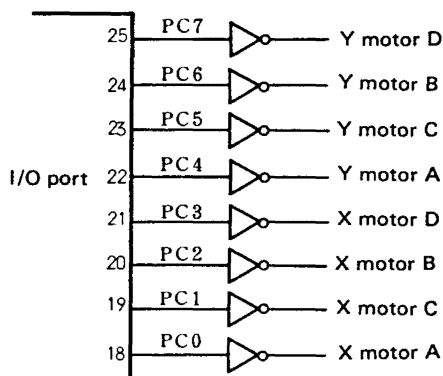 25 PC7 Y motor D
24 PC6 Y motor B
23 PC5 Y motor C
I/O port 22 PC4 Y motor A
21 PC3 X motor D
20 PC2 X motor B
19 PC1 X motor C
18 PC0 X motor A